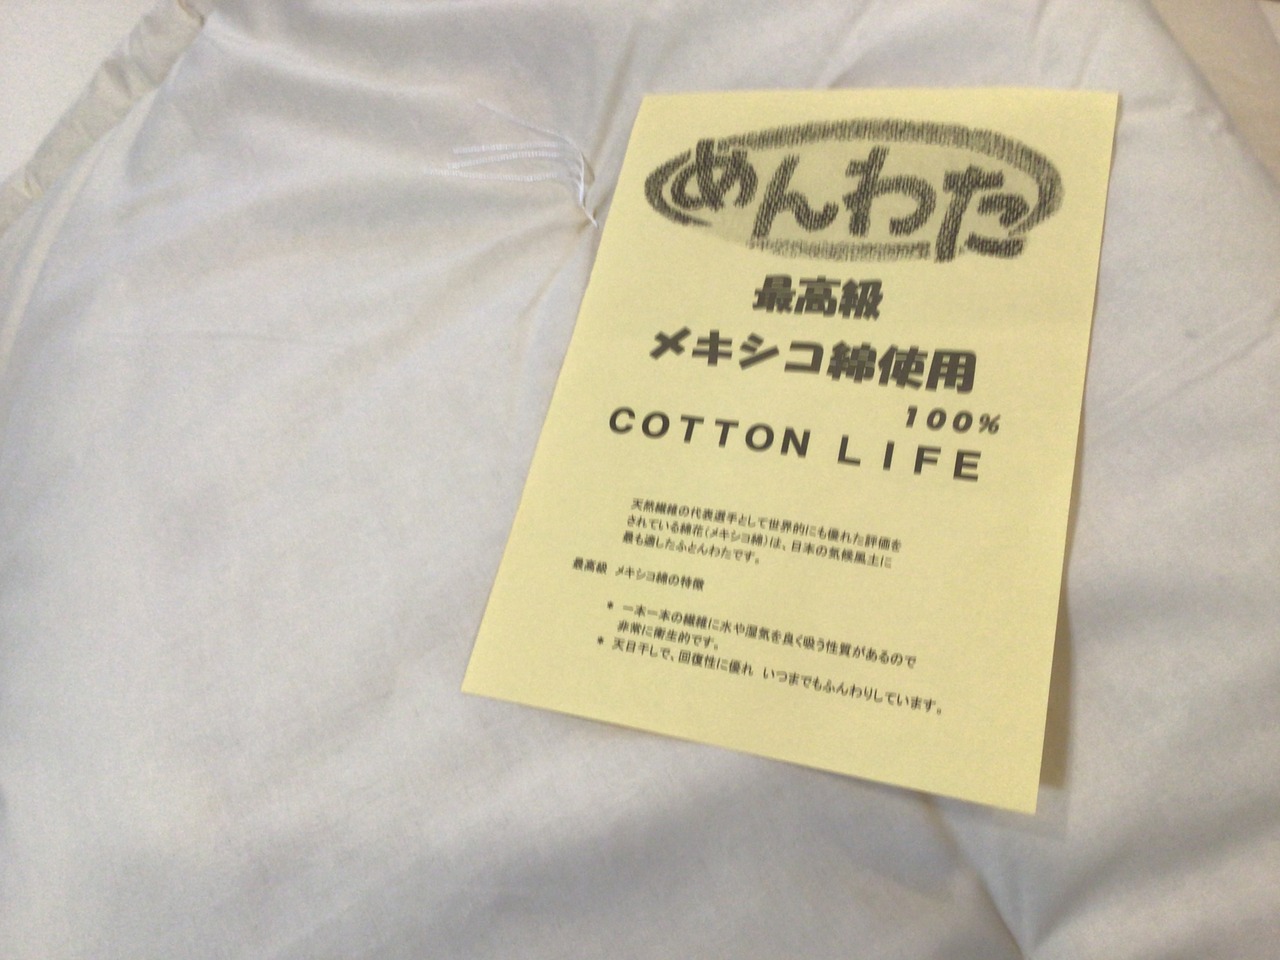 めんわた
最高級
メキシコ綿使用
100%
COTTON LIFE
天然繊維の代表選手として世界的にも優れた評価を
されている綿花(メキシコ綿)は、日本の気候風土に
最も適したふとんわたです。
最高級 メキシコ綿の特徴
* 一本一本の繊維に水や湿気を良く吸う性質があるので
非常に衛生的です。
* 天日干しで、回復性に優れ いつまでもふんわりしています。